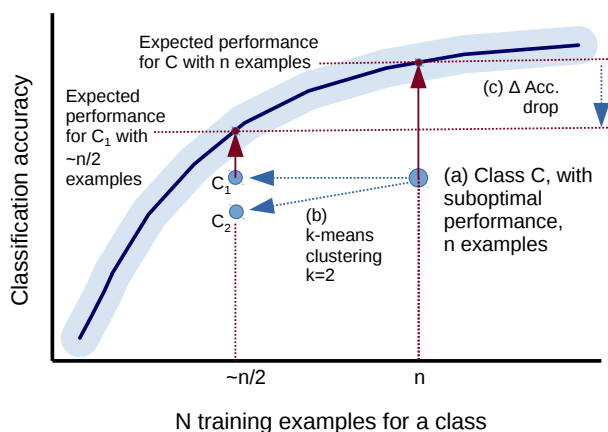 Expected performance
for C with n examples
(c) Δ Acc.
drop
Expected
performance
for C₁ with
~n/2
examples
C₁
C₂
(b)
k-means
clustering
k=2
(a) Class C, with
suboptimal
performance,
n examples
Classification accuracy
~n/2
n
N training examples for a class